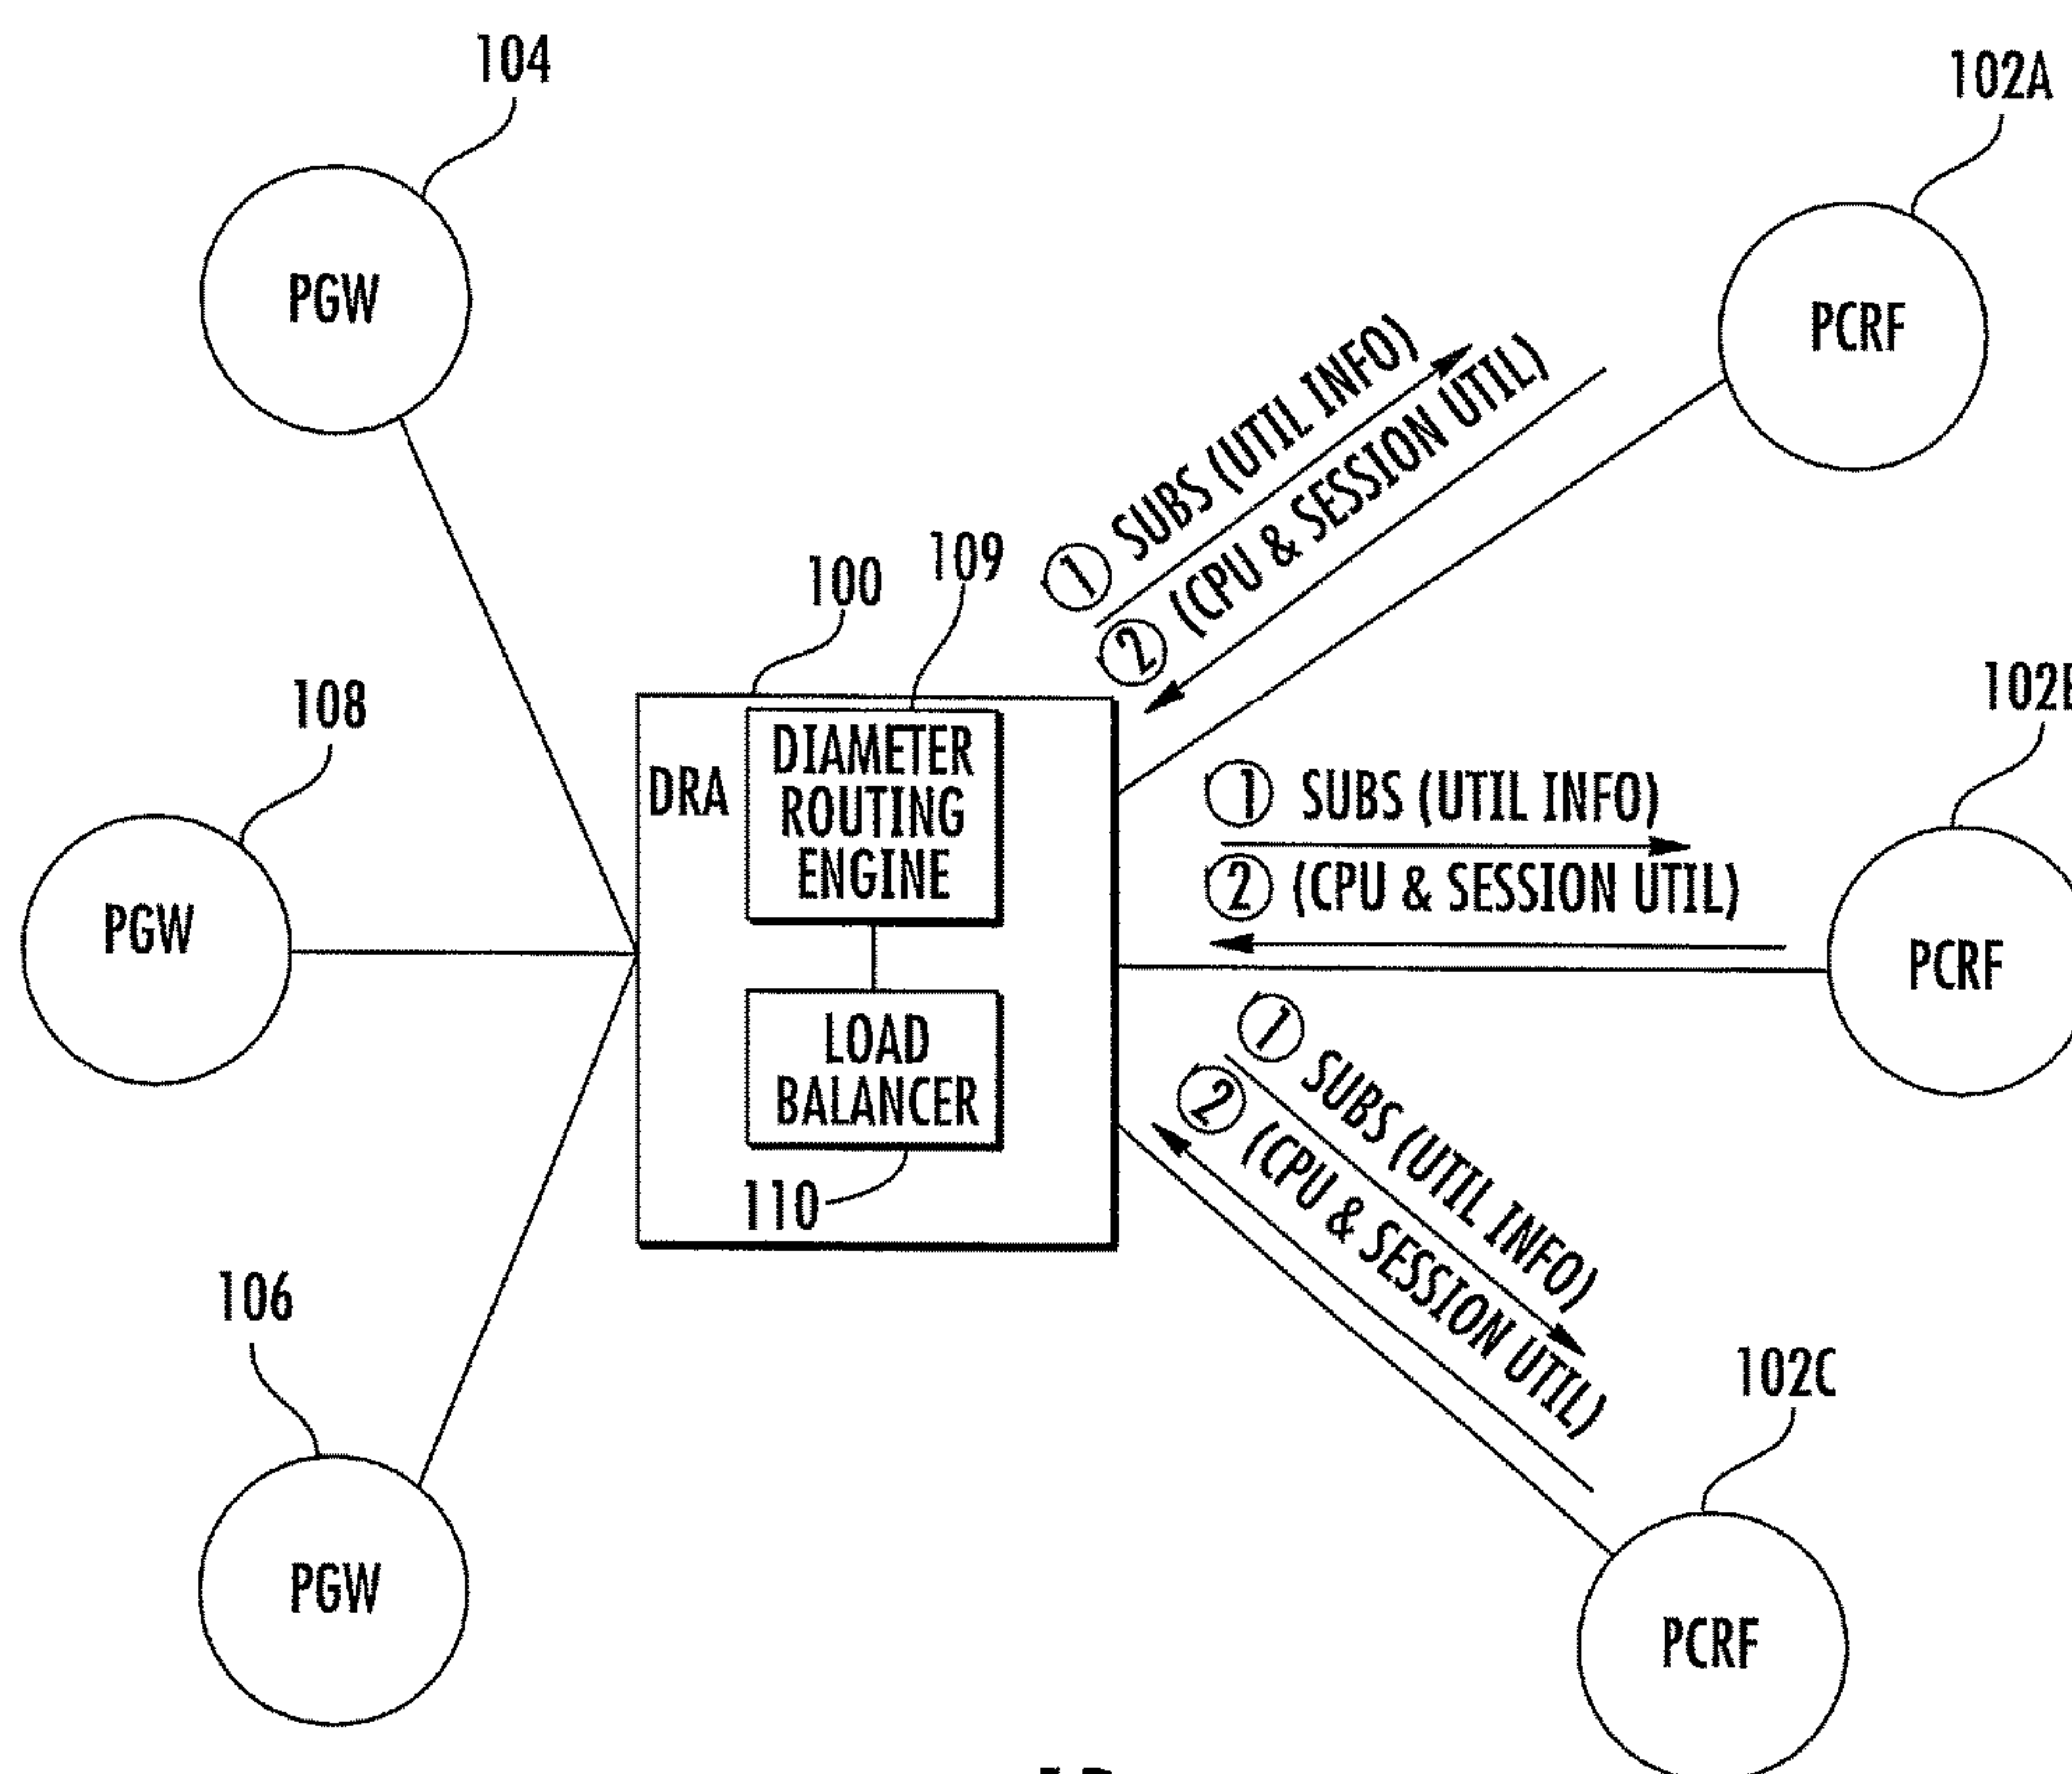 104
102A
PGW
PCRF
① SUBS (UTIL INFO)
② (CPU & SESSION UTIL)
100
109
108
102B
DRA
DIAMETER
ROUTING
ENGINE
① SUBS (UTIL INFO)
② (CPU & SESSION UTIL)
PGW
PCRF
LOAD
BALANCER
110
① SUBS (UTIL INFO)
② (CPU & SESSION UTIL)
106
102C
PGW
PCRF